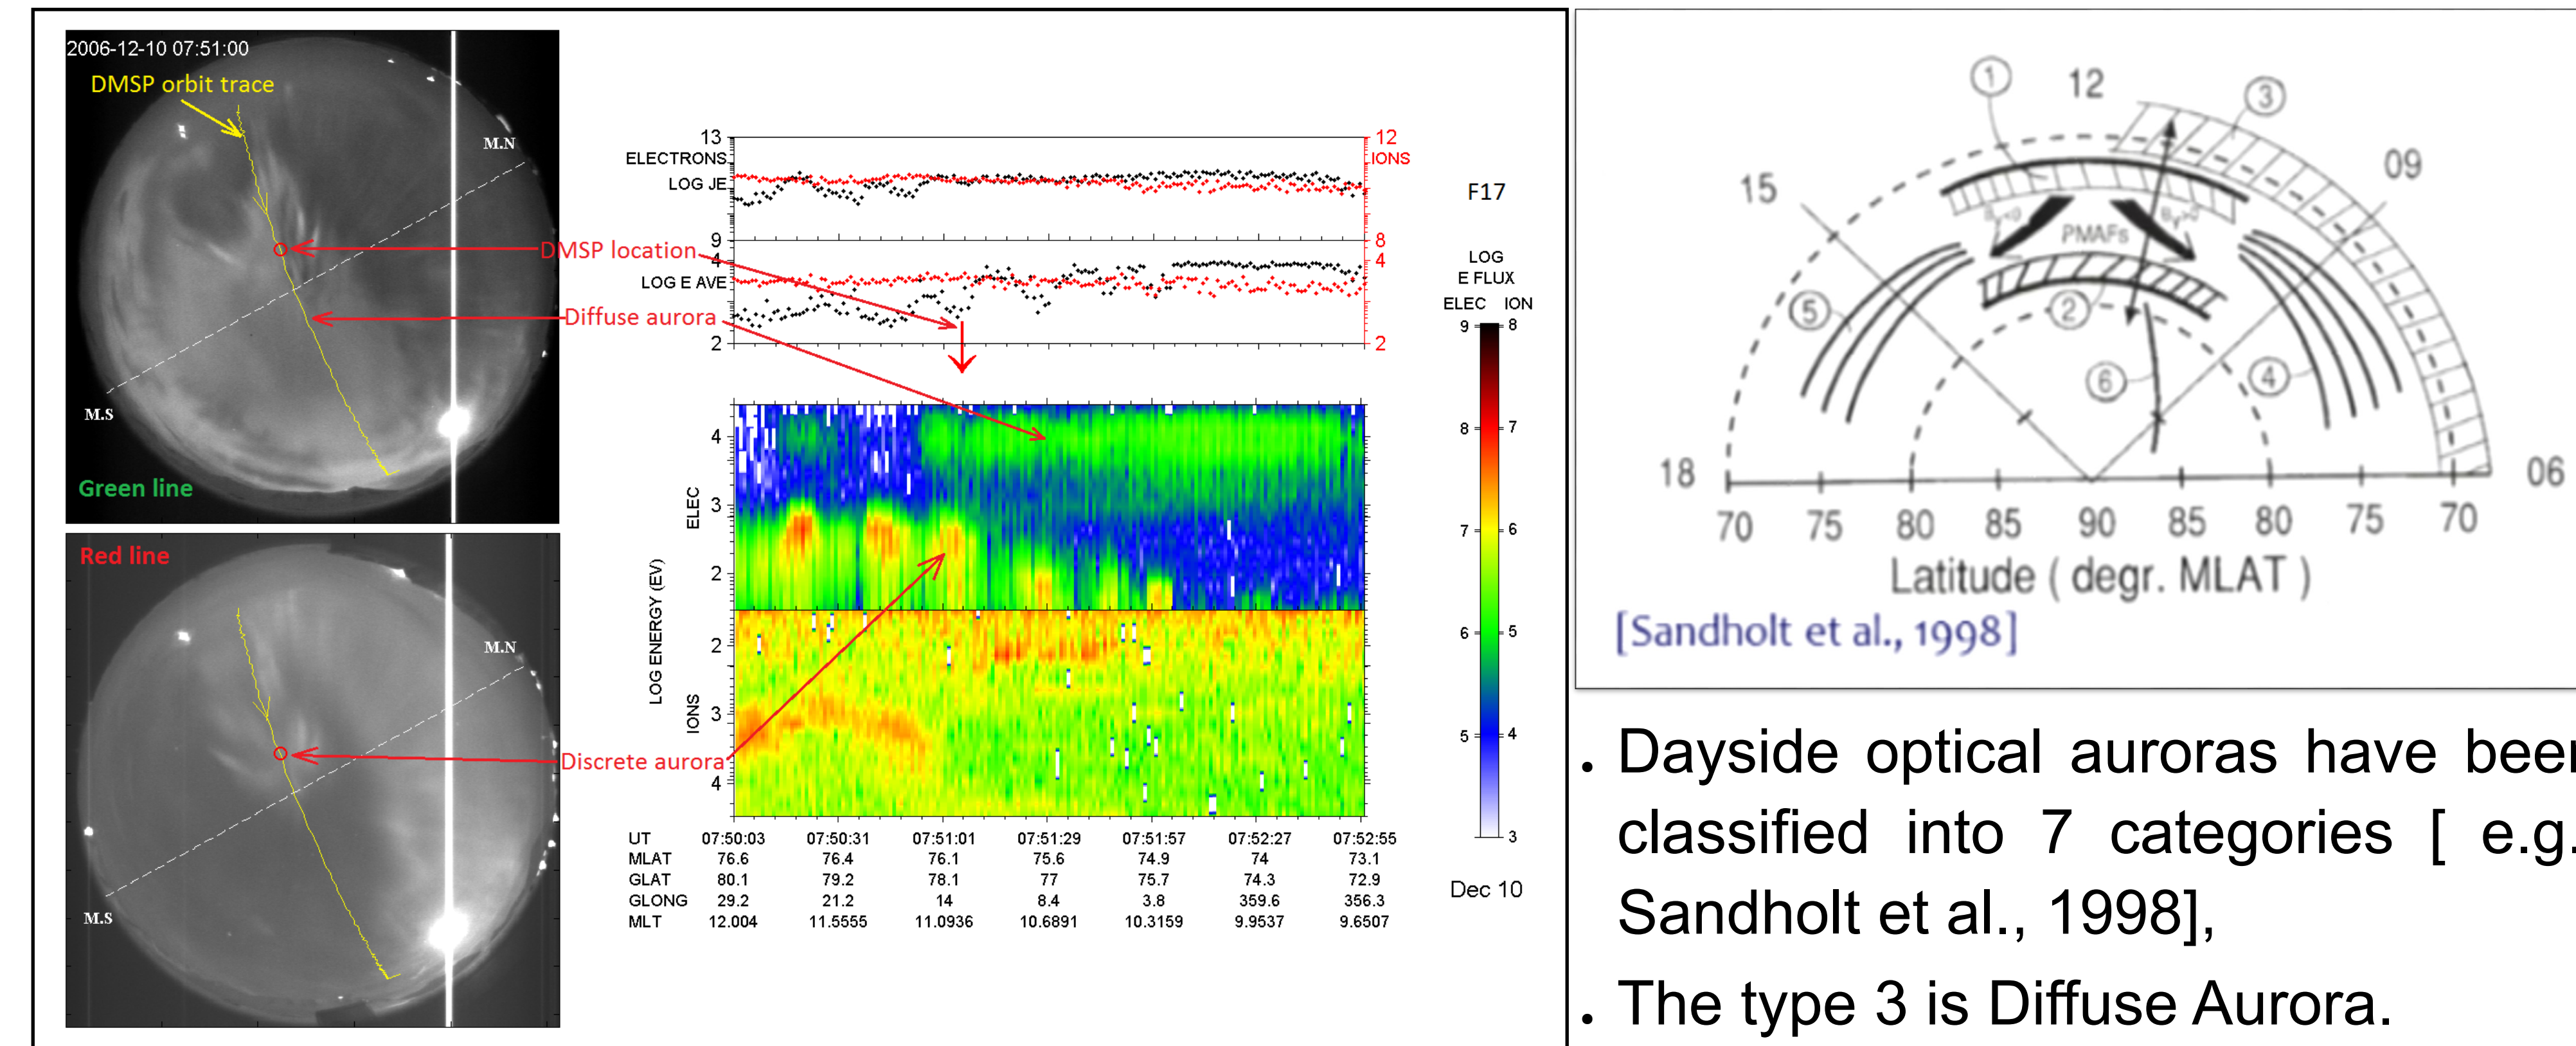 2006-12-10 07:51:00
DMSP orbit trace
M.N
M.S
Green line
Red line
M.N
M.S
DMSP location
Diffuse aurora
Discrete aurora
13
12
ELECTRONS
IONS
LOG JE
9
8
4
4
LOG E AVE
2
2
F17
LOG
E FLUX
ELEC ION
9 8
8 7
7 6
6 5
5 4
3
LOG ENERGY (EV)
ELEC
IONS
4
3
2
2
3
4
UT 07:50:03 07:50:31 07:51:01 07:51:29 07:51:57 07:52:27 07:52:55
MLAT 76.6 76.4 76.1 75.6 74.9 74 73.1
GLAT 80.1 79.2 78.1 77 75.7 74.3 72.9
GLONG 29.2 21.2 14 8.4 3.8 359.6 356.3
MLT 12.004 11.5555 11.0936 10.6891 10.3159 9.9537 9.6507
Dec 10
1
12
3
15
09
PMAFs
5
2
6
4
18
06
70 75 80 85 90 85 80 75 70
Latitude ( degr. MLAT )
[Sandholt et al., 1998]
. Dayside optical auroras have been
classified into 7 categories [ e.g.
Sandholt et al., 1998],
. The type 3 is Diffuse Aurora.